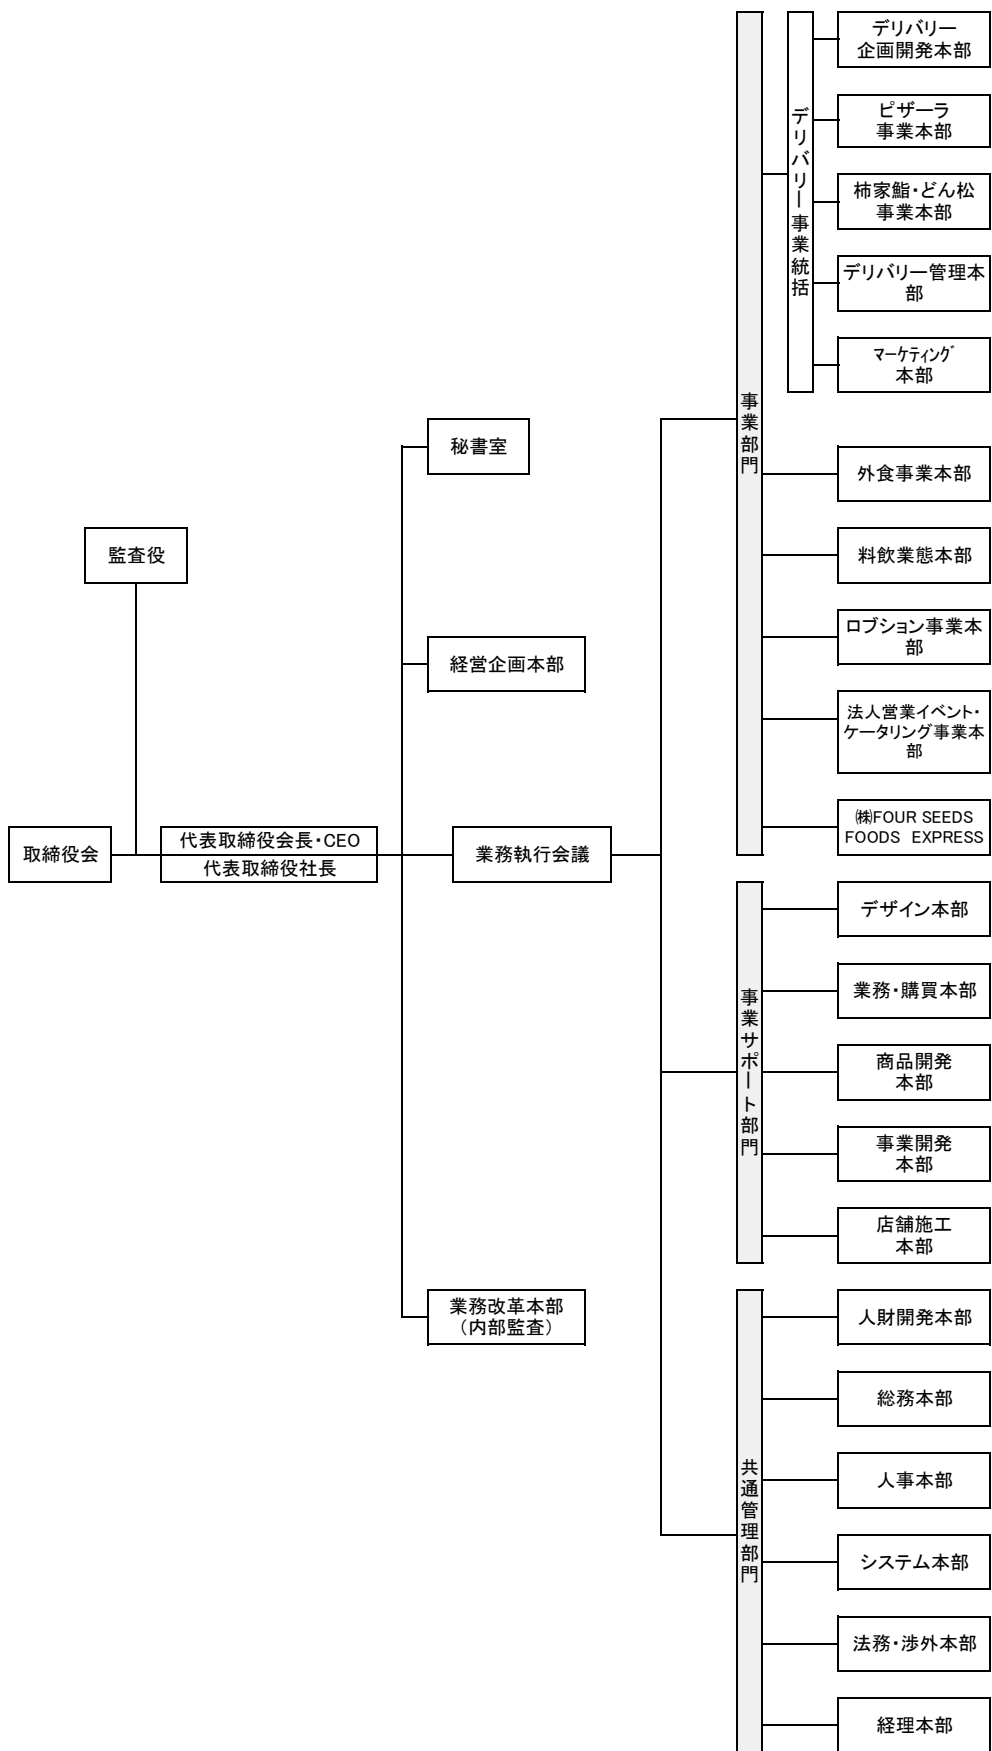 デリバリー
企画開発本部
ピザーラ
事業本部
柿家鮨・どん松
事業本部
デリバリー管理本
部
マーケティング
本部
デリバリー事業統括
事業部門
外食事業本部
料飲業態本部
ロブション事業本
部
法人営業イベント・
ケータリング事業本
部
㈱FOUR SEEDS
FOODS EXPRESS
秘書室
監査役
経営企画本部
取締役会
代表取締役会長・CEO
代表取締役社長
業務執行会議
業務改革本部
（内部監査）
事業サポート部門
デザイン本部
業務・購買本部
商品開発
本部
事業開発
本部
店舗施工
本部
共通管理部門
人財開発本部
総務本部
人事本部
システム本部
法務・渉外本部
経理本部